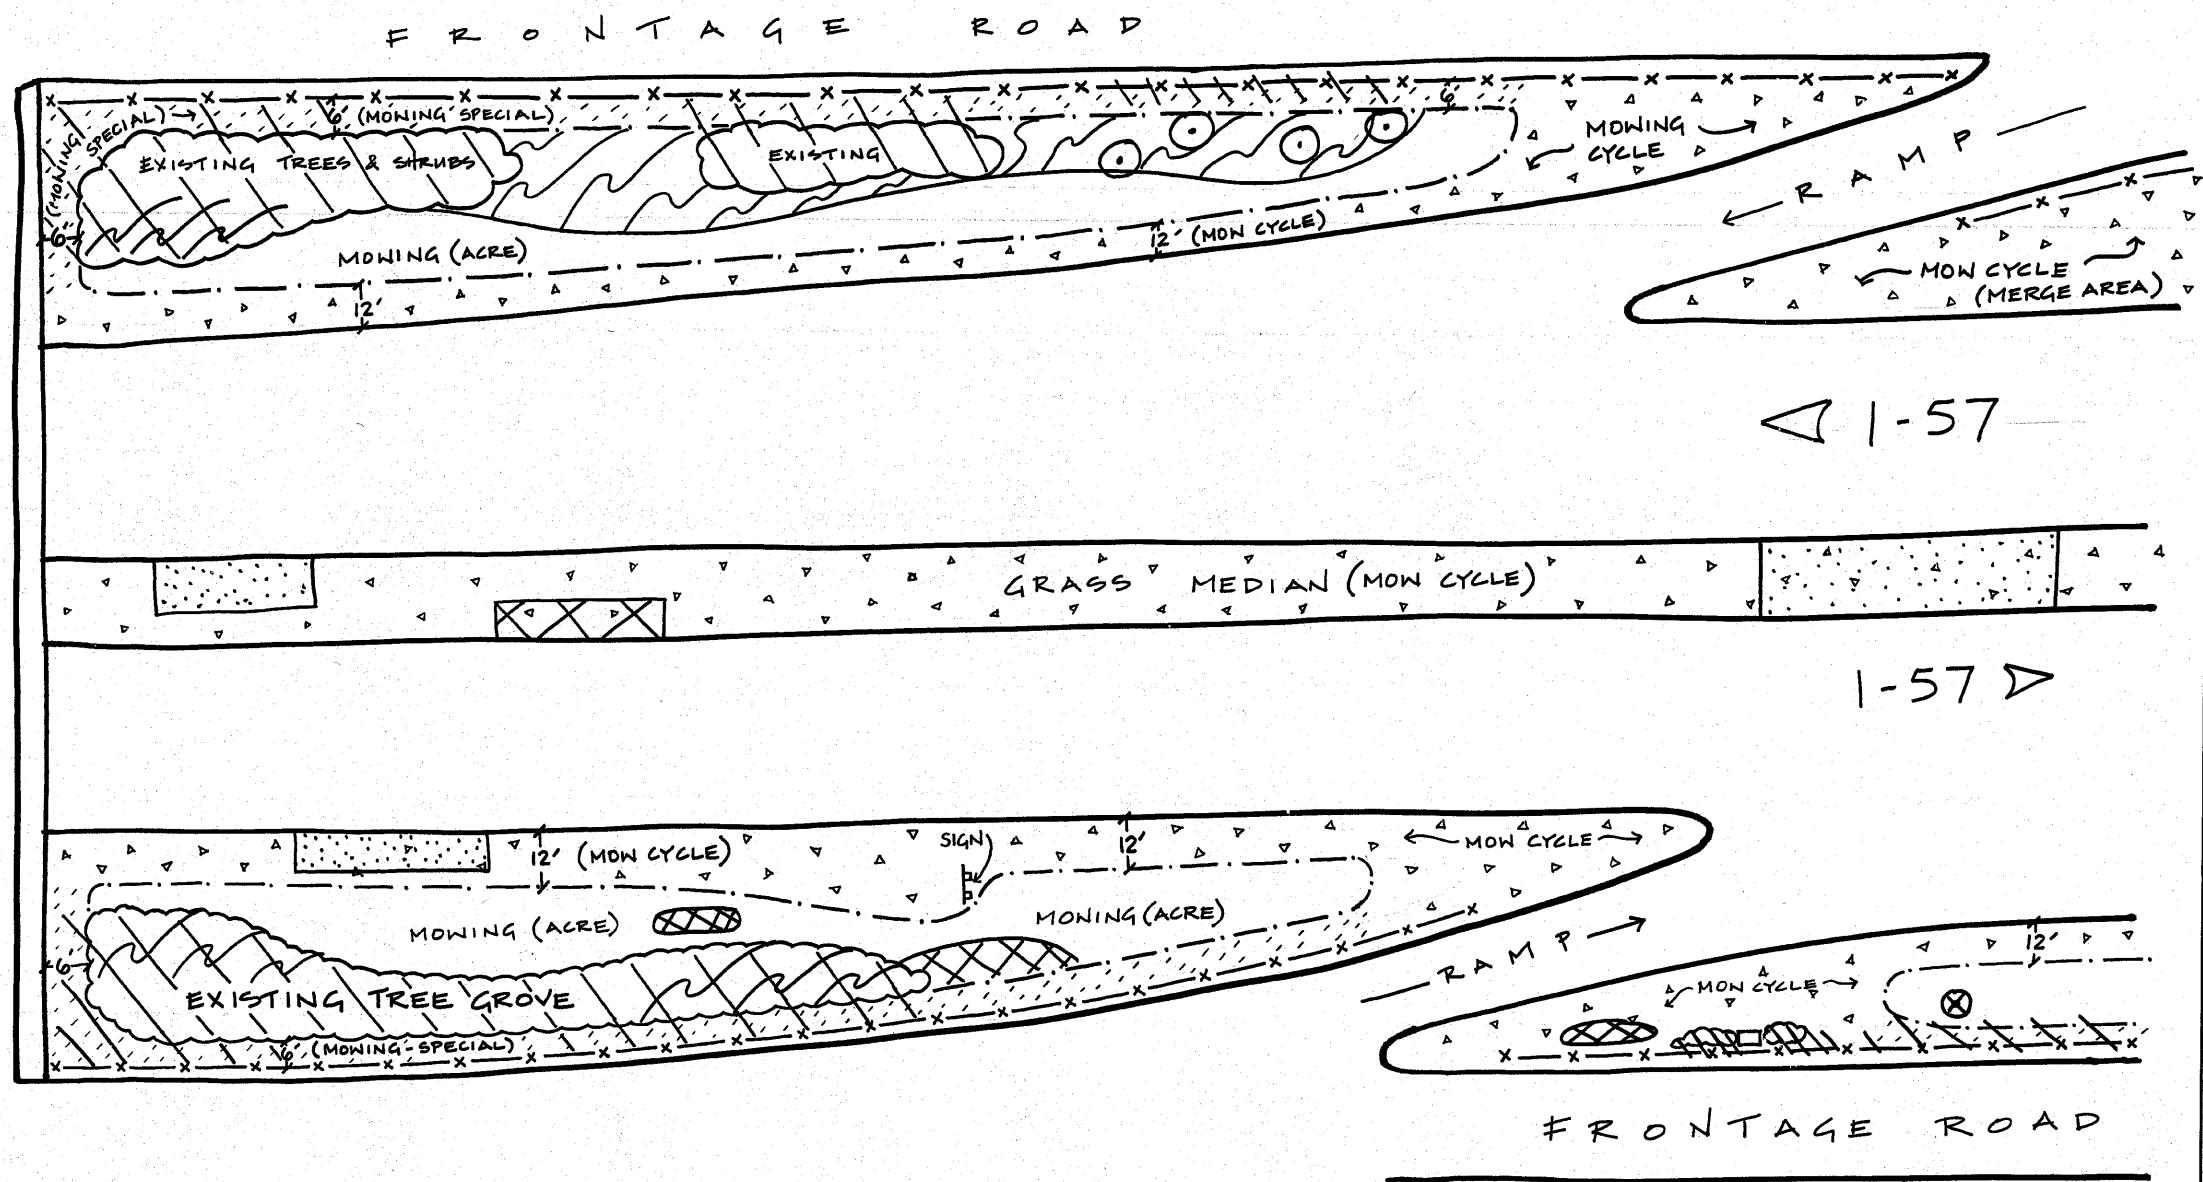 FRONTAGE ROAD
6' (MOWING SPECIAL)
(MOWING SPECIAL)
6'
EXISTING TREES & SHRUBS
EXISTING
6'
MOWING
CYCLE
RAMP
MOWING (ACRE)
12'
12' (MOW CYCLE)
MOW CYCLE
(MERGE AREA)
I-57
GRASS MEDIAN (MOW CYCLE)
I-57
12' (MOW CYCLE)
SIGN
12'
MOW CYCLE
MOWING (ACRE)
MOWING (ACRE)
6'
EXISTING TREE GROVE
6' (MOWING-SPECIAL)
RAMP
12'
MOW CYCLE
FRONTAGE ROAD